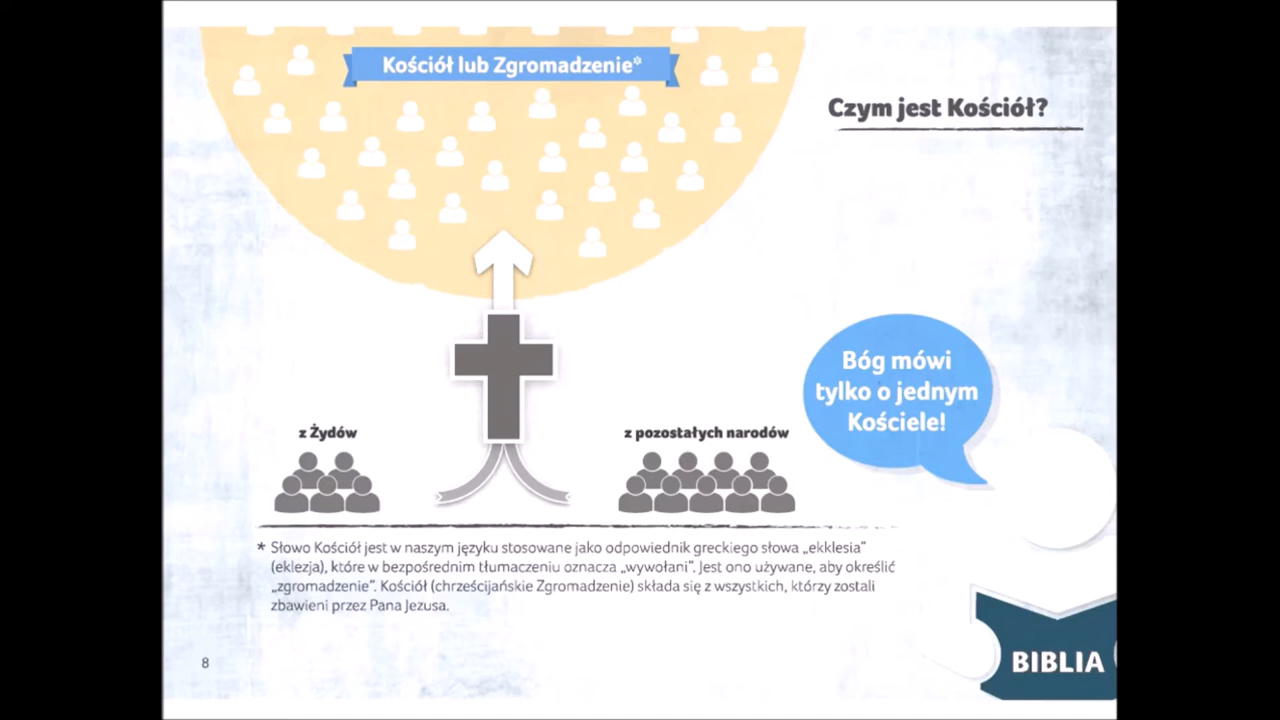 Kościół lub Zgromadzenie*
Czym jest Kościół?
Bóg mówi
tylko o jednym
Kościele!
z Żydów
z pozostałych narodów
* Słowo Kościół jest w naszym języku stosowane jako odpowiednik greckiego słowa „ekklesia”
(eklezja), które w bezpośrednim tłumaczeniu oznacza „wywołani”. Jest ono używane, aby określić
„zgromadzenie”. Kościół (chrześcijańskie Zgromadzenie) składa się z wszystkich, którzy zostali
zbawieni przez Pana Jezusa.
8
BIBLIA